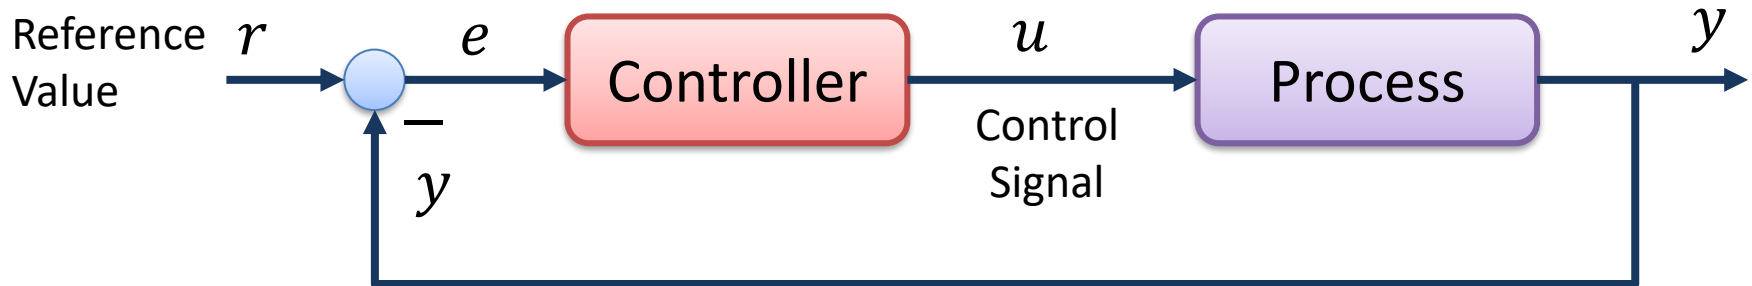 Reference
Value
r
e
Controller
u
Control
Signal
Process
y
−
y